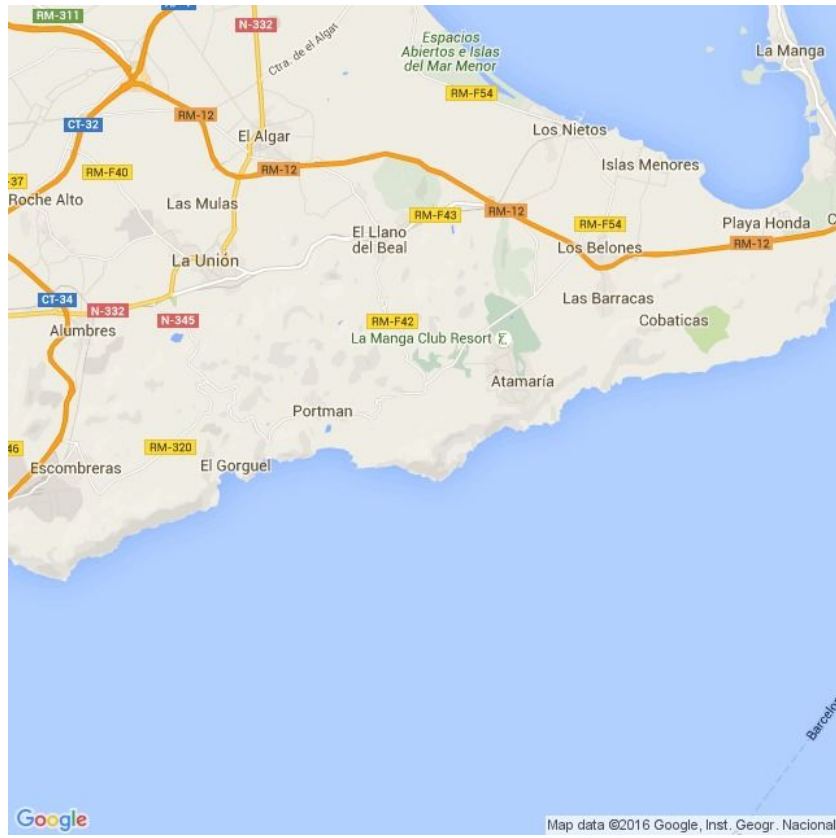 RM-311
N-332
Ctra. de el Algar
Espacios
Abiertos e Islas
del Mar Menor
La Manga
RM-F54
CT-32
RM-12
El Algar
Los Nietos
RM-F40
RM-12
Islas Menores
-37
Roche Alto
Las Mulas
RM-F43
RM-12
RM-F54
Playa Honda
C
El Llano
del Beal
Los Belones
RM-12
La Unión
CT-34
N-332
Las Barracas
Alumbres
N-345
RM-F42
Cobaticas
La Manga Club Resort
Atamaría
Portman
46
RM-320
Escombreras
El Gorguel
Barcelon
Google
Map data ©2016 Google, Inst. Geogr. Nacional